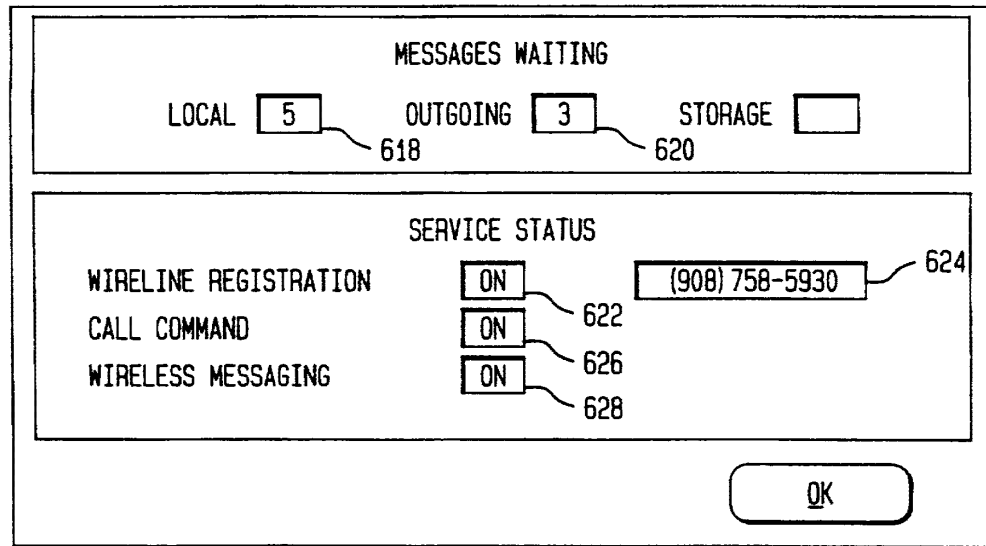 MESSAGES WAITING
LOCAL 5 OUTGOING 3 STORAGE
618 620
SERVICE STATUS
WIRELINE REGISTRATION ON (908) 758-5930 624
622
CALL COMMAND ON
626
WIRELESS MESSAGING ON
628
OK